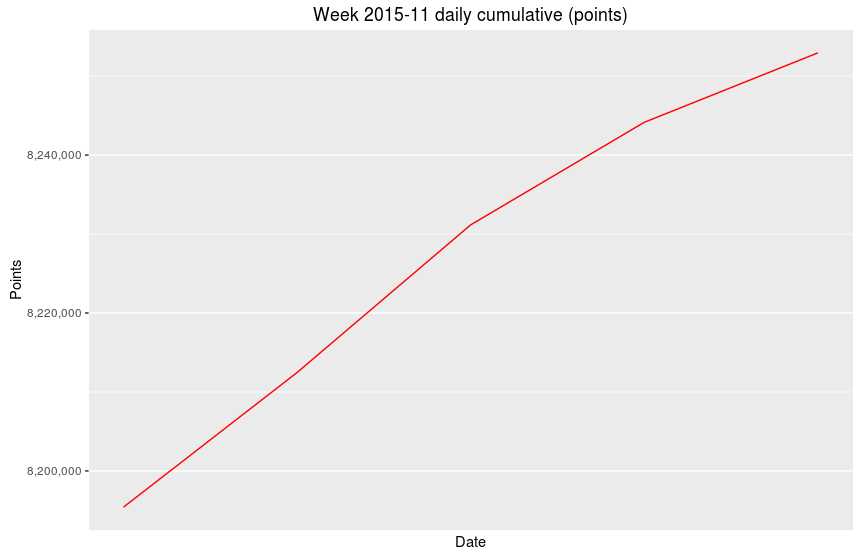 Week 2015-11 daily cumulative (points)
8,240,000
8,220,000
8,200,000
Points
Date